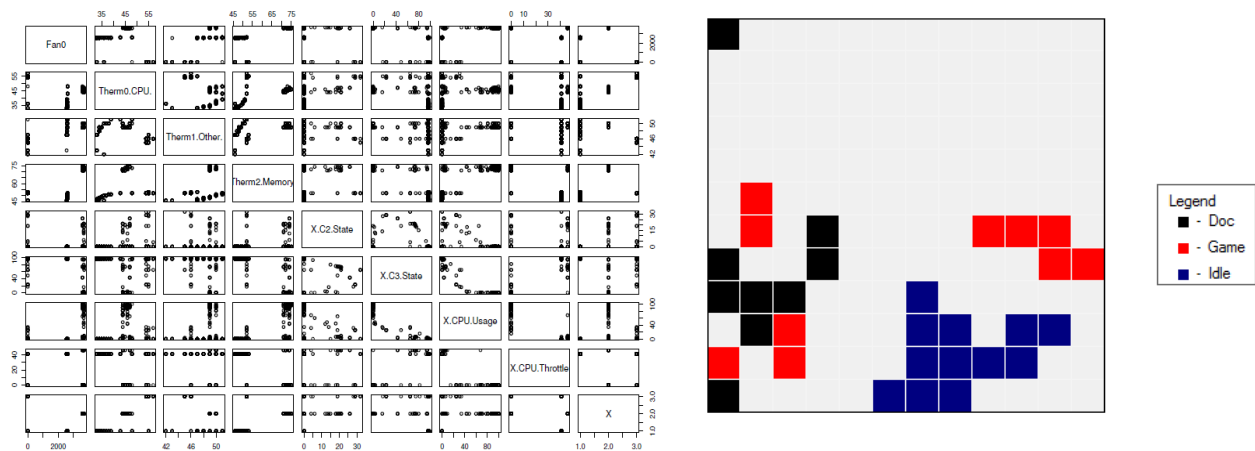 35 45 55
45 55 65 75
0 40 80
0 30
Fan0
0 2000
35 45 55
Therm0.CPU.
Therm1.Other.
42 46 50
45 60 75
Therm2.Memory
X.C2.State
0 15 30
0 40 100
X.C3.State
X.CPU.Usage
0 40 100
0 20 40
X.CPU.Throttle
X
1.0 2.0 3.0
0 2000
42 46 50
0 10 20 30
0 40 80
1.0 2.0 3.0
Legend
- Doc
- Game
- Idle